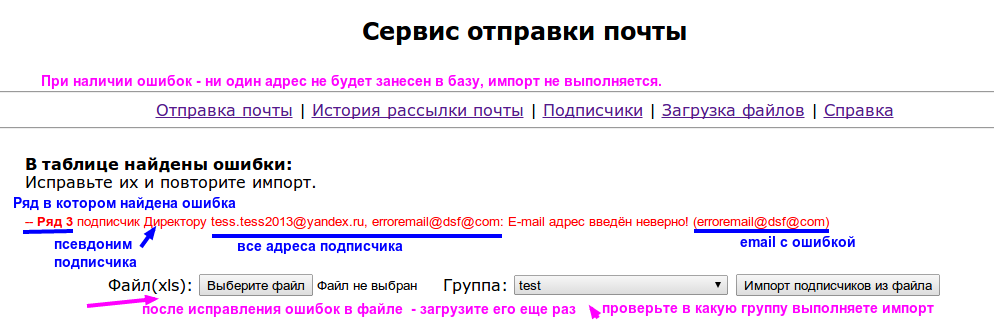 Сервис отправки почты
При наличии ошибок - ни один адрес не будет занесен в базу, импорт не выполняется.
Отправка почты | История рассылки почты | Подписчики | Загрузка файлов | Справка
В таблице найдены ошибки:
Исправьте их и повторите импорт.
Ряд в котором найдена ошибка
-- Ряд 3 подписчик Директору tess.tess2013@yandex.ru, erroremail@dsf@com: E-mail адрес введён неверно! (erroremail@dsf@com)
псевдоним
подписчика
все адреса подписчика
email с ошибкой
Файл(xls): Выберите файл Файл не выбран Группа: test Импорт подписчиков из файла
после исправления ошибок в файле - загрузите его еще раз
проверьте в какую группу выполняете импорт